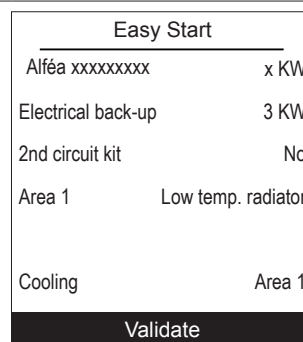 Easy Start
Alféa xxxxxxxxx x KW
Electrical back-up 3 KW
2nd circuit kit No
Area 1 Low temp. radiator
Cooling Area 1
Validate